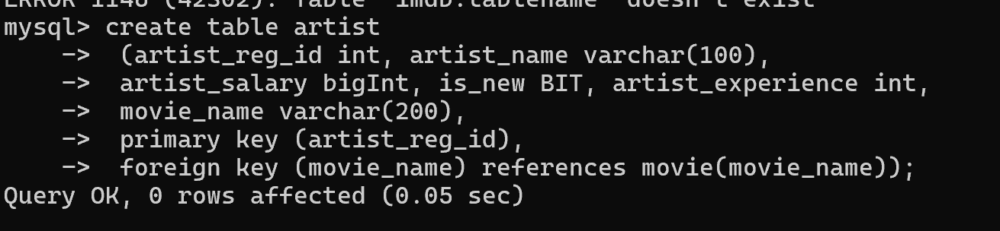 ERROR 1146 (42S02): Table 'imdb.tablename' doesn't exist
mysql> create table artist
    ->  (artist_reg_id int, artist_name varchar(100),
    ->  artist_salary bigInt, is_new BIT, artist_experience int,
    ->  movie_name varchar(200),
    ->  primary key (artist_reg_id),
    ->  foreign key (movie_name) references movie(movie_name));
Query OK, 0 rows affected (0.05 sec)